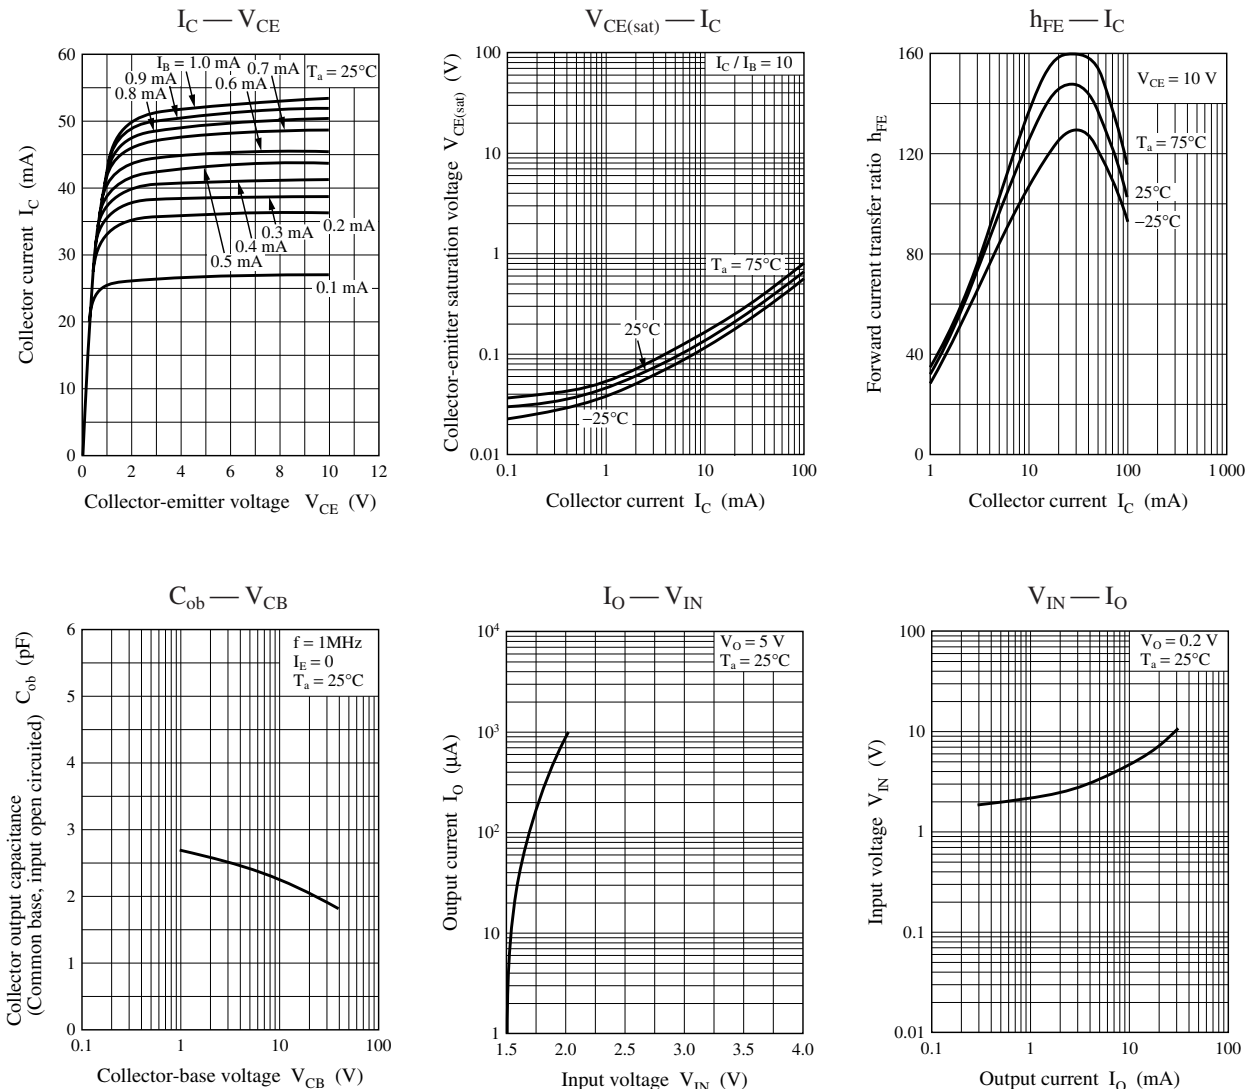 I_C — V_CE
60
50
40
30
20
10
0
I_B = 1.0 mA
0.9 mA
0.8 mA
0.7 mA
0.6 mA
T_a = 25°C
0.2 mA
0.3 mA
0.4 mA
0.5 mA
0.1 mA
0 2 4 6 8 10 12
Collector current I_C (mA)
Collector-emitter voltage V_CE (V)
V_CE(sat) — I_C
100
10
1
0.1
0.01
I_C / I_B = 10
T_a = 75°C
25°C
–25°C
0.1 1 10 100
Collector-emitter saturation voltage V_CE(sat) (V)
Collector current I_C (mA)
h_FE — I_C
160
120
80
40
0
V_CE = 10 V
T_a = 75°C
25°C
–25°C
1 10 100 1 000
Forward current transfer ratio h_FE
Collector current I_C (mA)
C_ob — V_CB
6
5
4
3
2
1
0
f = 1MHz
I_E = 0
T_a = 25°C
0.1 1 10 100
Collector output capacitance
(Common base, input open circuited) C_ob (pF)
Collector-base voltage V_CB (V)
I_O — V_IN
10^4
10^3
10^2
10
1
V_O = 5 V
T_a = 25°C
1.5 2.0 2.5 3.0 3.5 4.0
Output current I_O (μA)
Input voltage V_IN (V)
V_IN — I_O
100
10
1
0.1
0.01
V_O = 0.2 V
T_a = 25°C
0.1 1 10 100
Input voltage V_IN (V)
Output current I_O (mA)